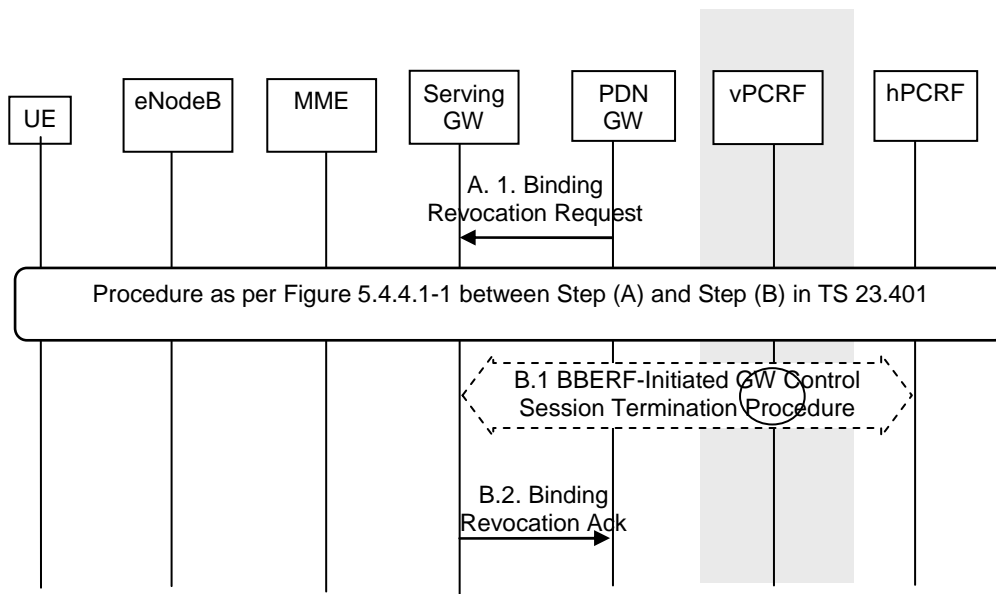 UE
eNodeB
MME
Serving
GW
PDN
GW
vPCRF
hPCRF
A. 1. Binding
Revocation Request
Procedure as per Figure 5.4.4.1-1 between Step (A) and Step (B) in TS 23.401
B.1 BBERF-Initiated GW Control
Session Termination Procedure
B.2. Binding
Revocation Ack